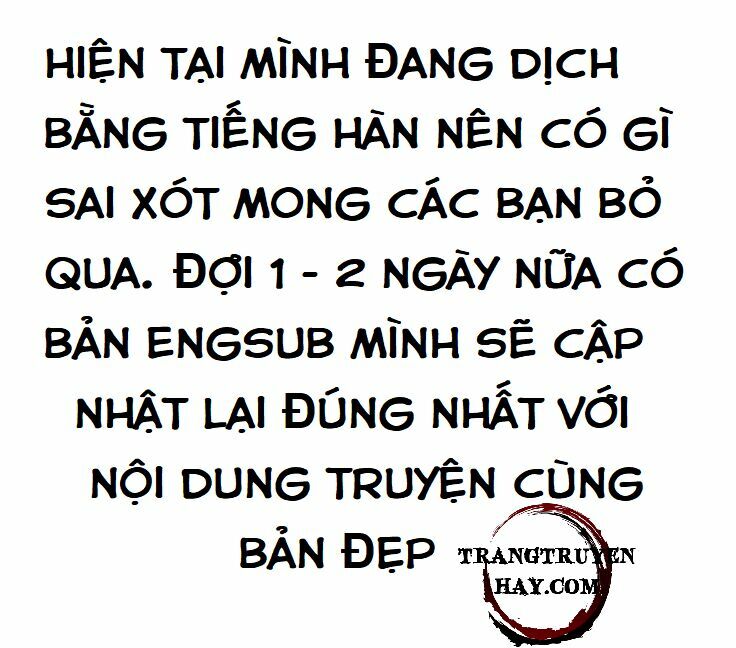 HIỆN TẠI MÌNH ĐANG DỊCH
BẰNG TIẾNG HÀN NÊN CÓ GÌ
SAI XÓT MONG CÁC BẠN BỎ
QUA. ĐỢI 1 - 2 NGÀY NỮA CÓ
BẢN ENGSUB MÌNH SẼ CẬP
NHẬT LẠI ĐÚNG NHẤT VỚI
NỘI DUNG TRUYỆN CÙNG
BẢN ĐẸP
TRANGTRUYEN
HAY.COM